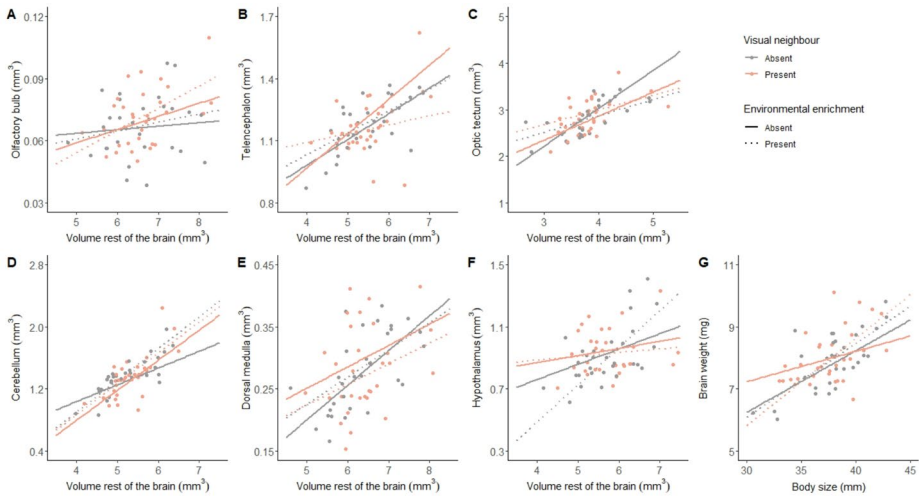 A
0.12
0.09
0.06
0.03
Olfactory bulb (mm3)
5 6 7 8
Volume rest of the brain (mm3)
B
1.7
1.4
1.1
0.8
Telencephalon (mm3)
4 5 6 7
Volume rest of the brain (mm3)
C
5
4
3
2
1
Optic tectum (mm3)
3 4 5
Volume rest of the brain (mm3)
Visual neighbour
Absent
Present
Environmental enrichment
Absent
Present
D
2.8
2.4
2.0
1.6
1.2
0.8
0.4
Cerebellum (mm3)
4 5 6 7
Volume rest of the brain (mm3)
E
0.45
0.35
0.25
0.15
Dorsal medulla (mm3)
5 6 7 8
Volume rest of the brain (mm3)
F
1.5
1.1
0.7
0.3
Hypothalamus (mm3)
4 5 6 7
Volume rest of the brain (mm3)
G
11
9
7
5
Brain weight (mg)
30 35 40 45
Body size (mm)